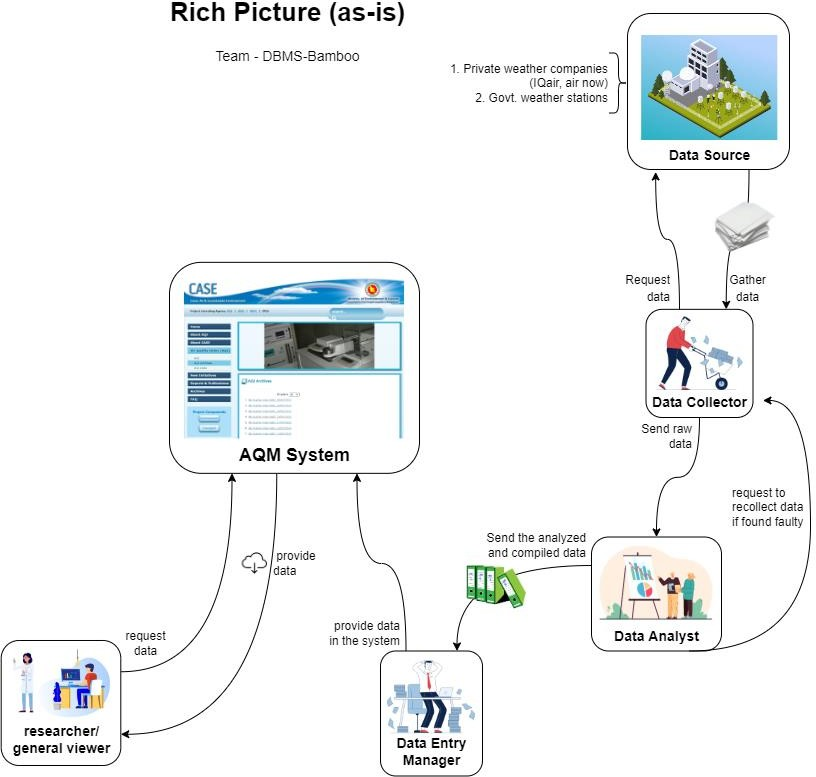 Rich Picture (as-is)
Team - DBMS-Bamboo
1. Private weather companies
(IQair, air now)
2. Govt. weather stations
Data Source
Request
data
Gather
data
Data Collector
Send raw
data
request to
recollect data
if found faulty
CASE
AQM System
Send the analyzed
and compiled data
Data Analyst
provide
data
request
data
provide data
in the system
researcher/
general viewer
Data Entry
Manager